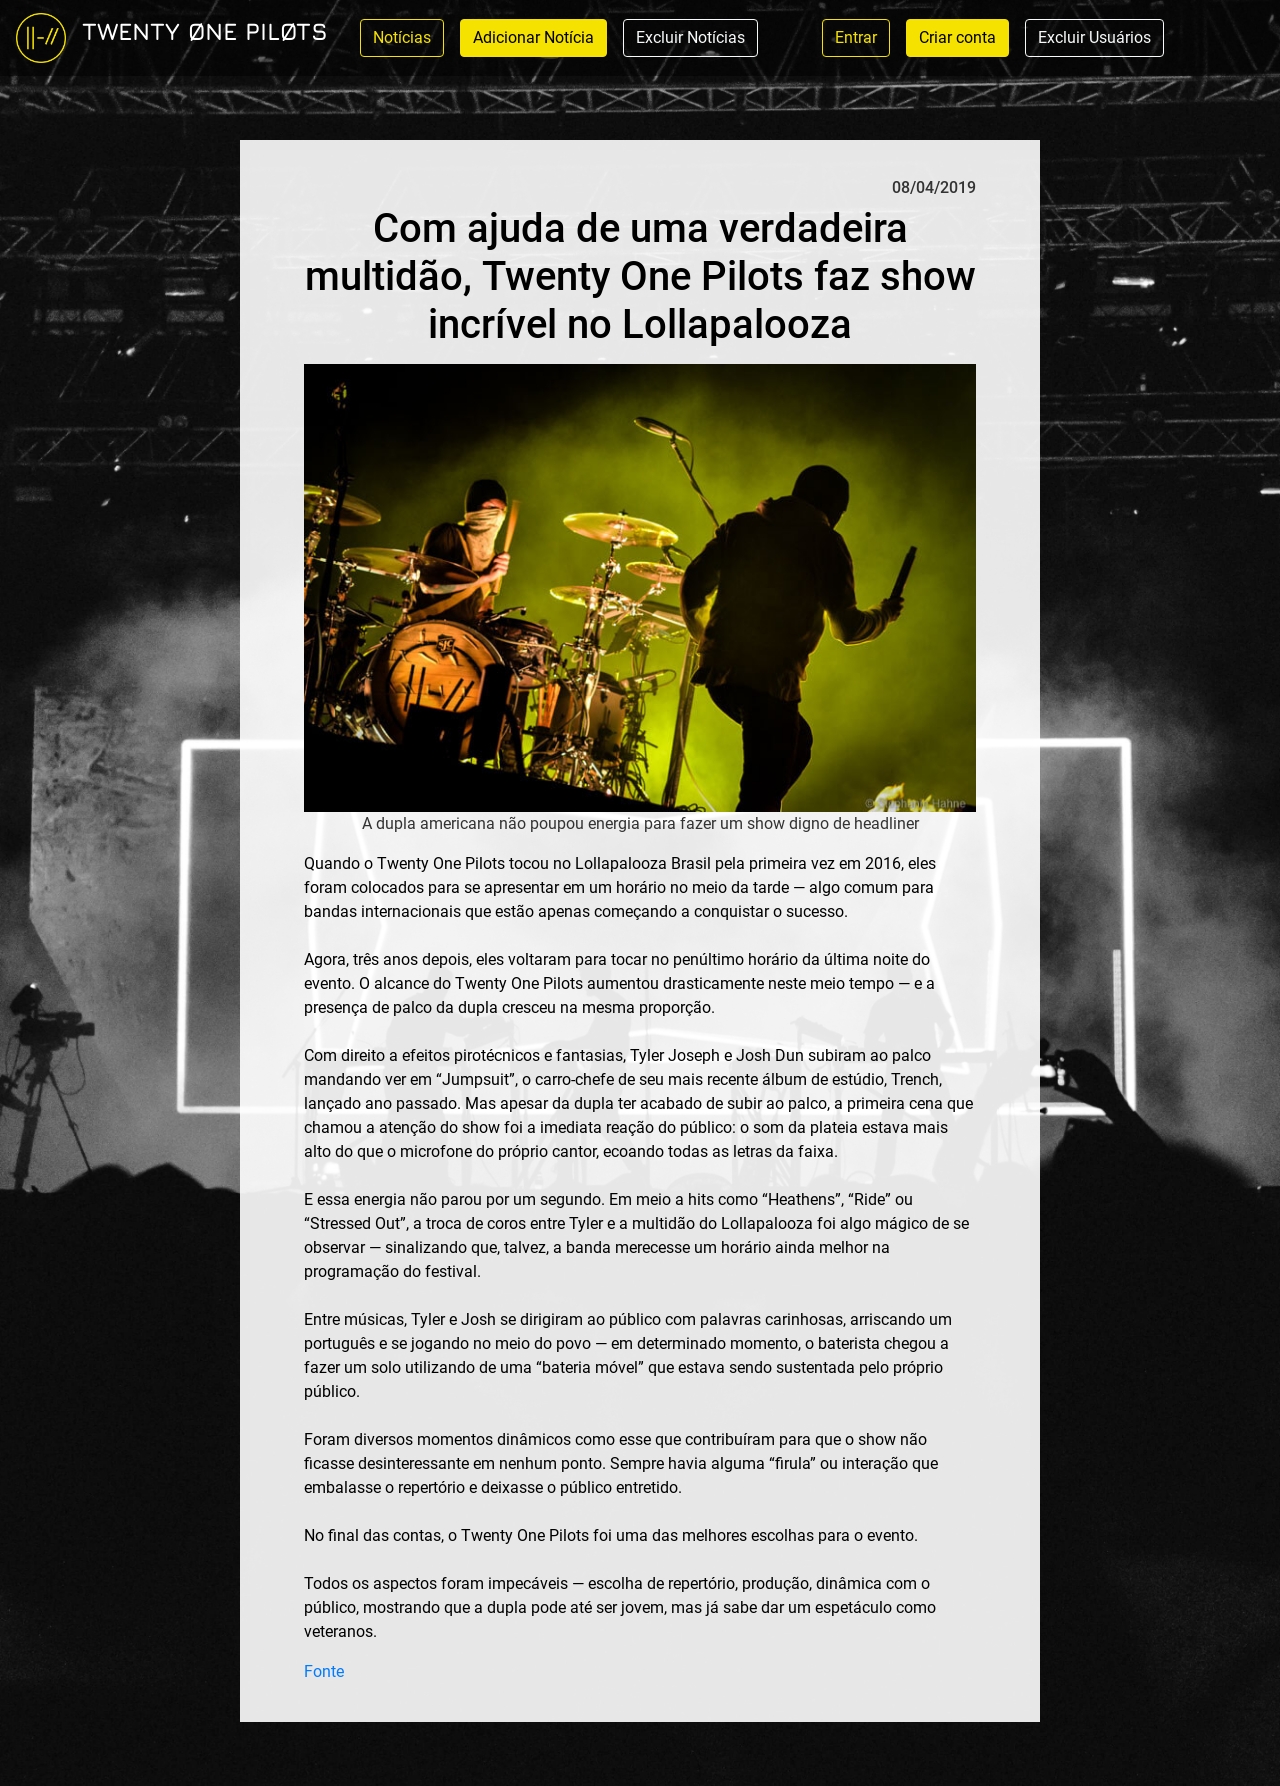 TWENTY ØNE PILØTS
Notícias
Adicionar Notícia
Excluir Notícias
Entrar
Criar conta
Excluir Usuários
08/04/2019
Com ajuda de uma verdadeira
multidão, Twenty One Pilots faz show
incrível no Lollapalooza
A dupla americana não poupou energia para fazer um show digno de headliner
Quando o Twenty One Pilots tocou no Lollapalooza Brasil pela primeira vez em 2016, eles
foram colocados para se apresentar em um horário no meio da tarde — algo comum para
bandas internacionais que estão apenas começando a conquistar o sucesso.
Agora, três anos depois, eles voltaram para tocar no penúltimo horário da última noite do
evento. O alcance do Twenty One Pilots aumentou drasticamente neste meio tempo — e a
presença de palco da dupla cresceu na mesma proporção.
Com direito a efeitos pirotécnicos e fantasias, Tyler Joseph e Josh Dun subiram ao palco
mandando ver em “Jumpsuit”, o carro-chefe de seu mais recente álbum de estúdio, Trench,
lançado ano passado. Mas apesar da dupla ter acabado de subir ao palco, a primeira cena que
chamou a atenção do show foi a imediata reação do público: o som da plateia estava mais
alto do que o microfone do próprio cantor, ecoando todas as letras da faixa.
E essa energia não parou por um segundo. Em meio a hits como “Heathens”, “Ride” ou
“Stressed Out”, a troca de coros entre Tyler e a multidão do Lollapalooza foi algo mágico de se
observar — sinalizando que, talvez, a banda merecesse um horário ainda melhor na
programação do festival.
Entre músicas, Tyler e Josh se dirigiram ao público com palavras carinhosas, arriscando um
português e se jogando no meio do povo — em determinado momento, o baterista chegou a
fazer um solo utilizando de uma “bateria móvel” que estava sendo sustentada pelo próprio
público.
Foram diversos momentos dinâmicos como esse que contribuíram para que o show não
ficasse desinteressante em nenhum ponto. Sempre havia alguma “firula” ou interação que
embalasse o repertório e deixasse o público entretido.
No final das contas, o Twenty One Pilots foi uma das melhores escolhas para o evento.
Todos os aspectos foram impecáveis — escolha de repertório, produção, dinâmica com o
público, mostrando que a dupla pode até ser jovem, mas já sabe dar um espetáculo como
veteranos.
Fonte